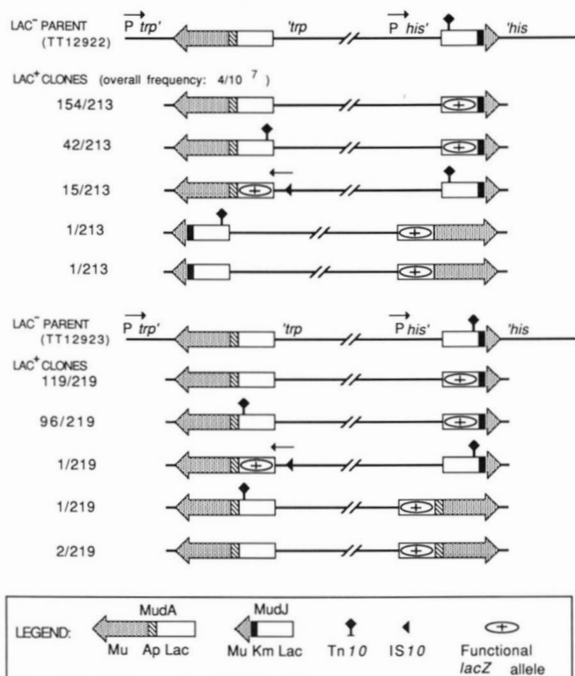 LAC⁻ PARENT (TT12922) P trp' 'trp P his' 'his
LAC⁺ CLONES (overall frequency: 4/10 ⁷ )
154/213
42/213
15/213
1/213
1/213
LAC⁻ PARENT (TT12923) P trp' 'trp P his' 'his
LAC⁺ CLONES
119/219
96/219
1/219
1/219
2/219
MudA MudJ
LEGEND:
Mu Ap Lac Mu Km Lac Tn10 IS10 Functional lacZ allele